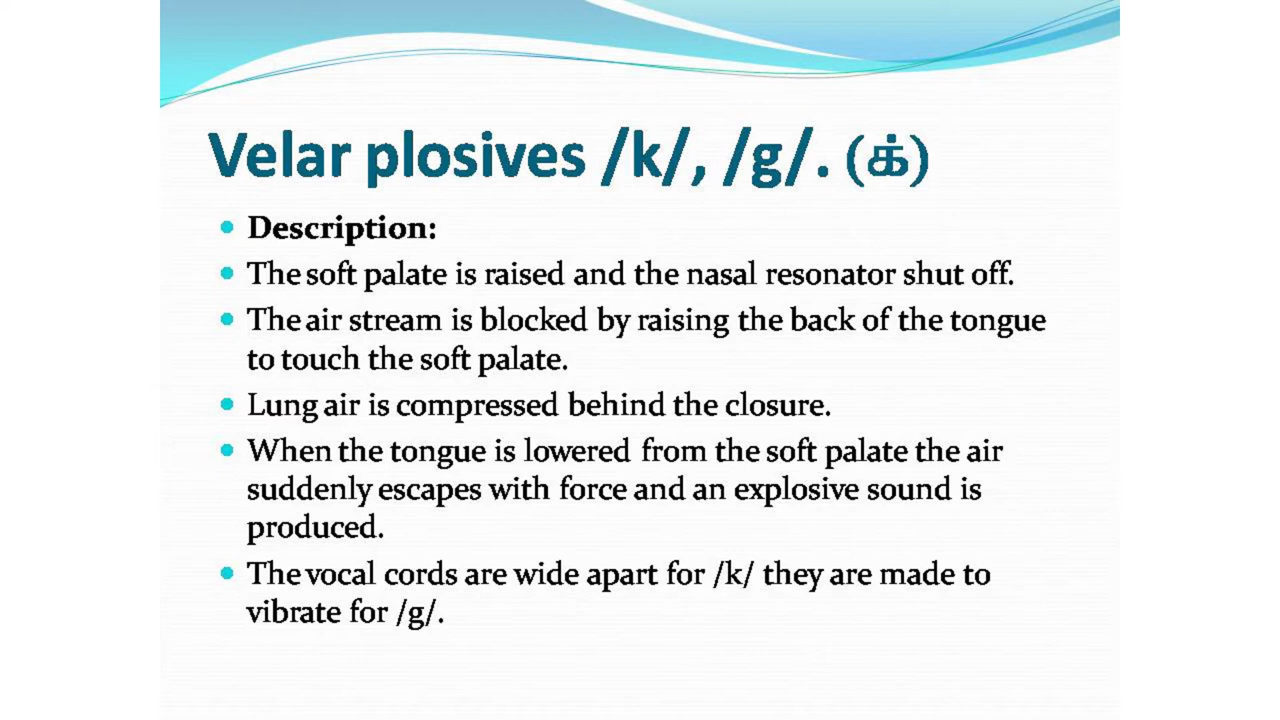 Velar plosives /k/, /g/. (க்)
Description:
The soft palate is raised and the nasal resonator shut off.
The air stream is blocked by raising the back of the tongue
to touch the soft palate.
Lung air is compressed behind the closure.
When the tongue is lowered from the soft palate the air
suddenly escapes with force and an explosive sound is
produced.
The vocal cords are wide apart for /k/ they are made to
vibrate for /g/.